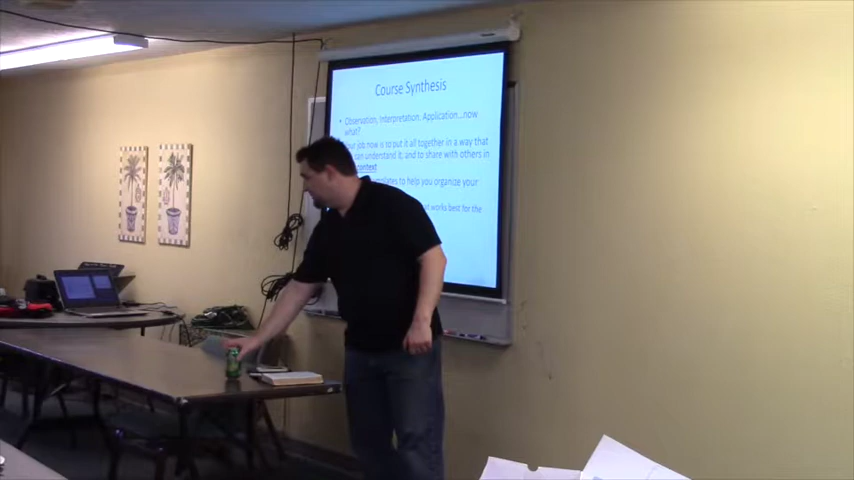 Course Synthesis
• Observation, Interpretation, Application...now
what?
your job now is to put it all together in a way that
can understand it, and to share with others in
context
templates to help you organize your
what works best for the